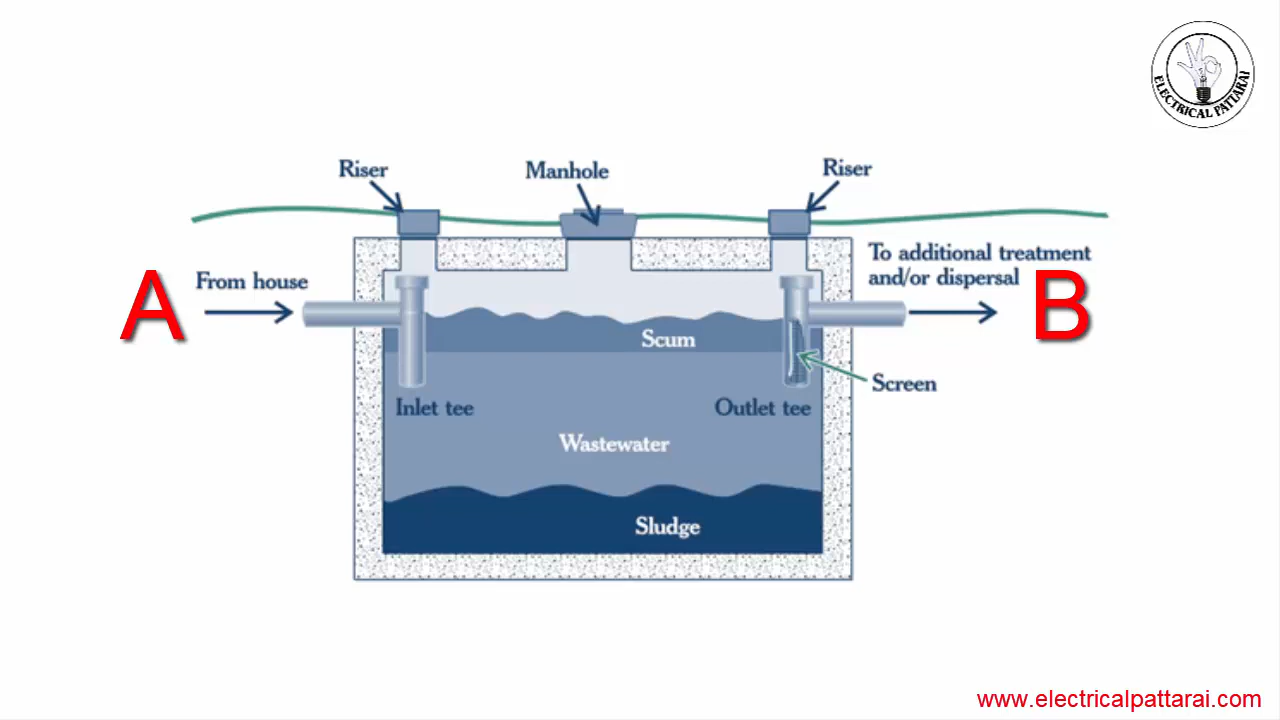 ELECTRICAL PATTARAI
Riser
Manhole
Riser
To additional treatment
and/or dispersal
From house
A
B
Scum
Screen
Inlet tee
Outlet tee
Wastewater
Sludge
www.electricalpattarai.com